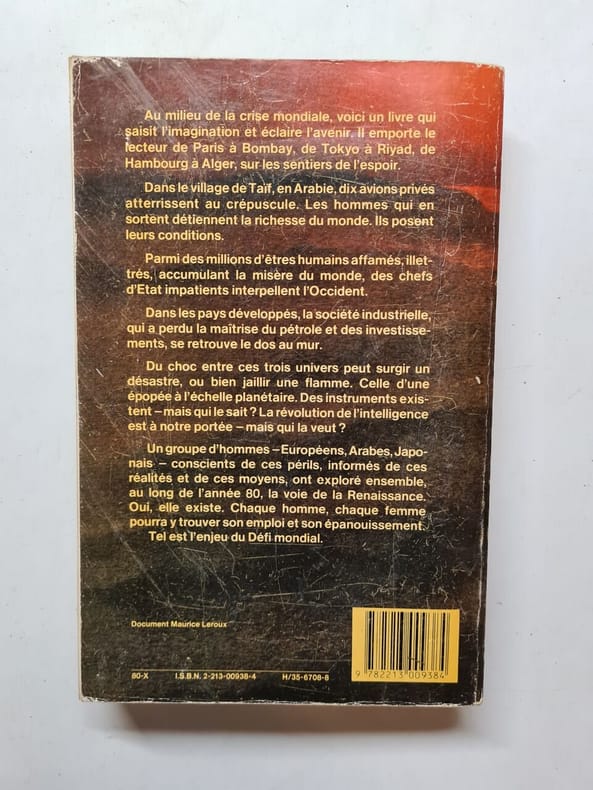 Au milieu de la crise mondiale, voici un livre qui
saisit l'imagination et éclaire l'avenir. Il emporte le
lecteur de Paris à Bombay, de Tokyo à Riyad, de
Hambourg à Alger, sur les sentiers de l'espoir.
Dans le village de Taïf, en Arabie, dix avions privés
atterrissent au crépuscule. Les hommes qui en
sortent détiennent la richesse du monde. Ils posent
leurs conditions.
Parmi des millions d'êtres humains affamés, illet-
trés, accumulant la misère du monde, des chefs
d'Etat impatients interpellent l'Occident.
Dans les pays développés, la société industrielle,
qui a perdu la maîtrise du pétrole et des investisse-
ments, se retrouve le dos au mur.
Du choc entre ces trois univers peut surgir un
désastre, ou bien jaillir une flamme. Celle d'une
épopée à l'échelle planétaire. Des instruments exis-
tent – mais qui le sait ? La révolution de l'intelligence
est à notre portée – mais qui la veut ?
Un groupe d'hommes – Européens, Arabes, Japo-
nais – conscients de ces périls, informés de ces
réalités et de ces moyens, ont exploré ensemble,
au long de l'année 80, la voie de la Renaissance.
Oui, elle existe. Chaque homme, chaque femme
pourra y trouver son emploi et son épanouissement.
Tel est l'enjeu du Défi mondial.
Document Maurice Leroux
80-X I.S.B.N. 2-213-00938-4 H/35-6708-8
9 782213 009384